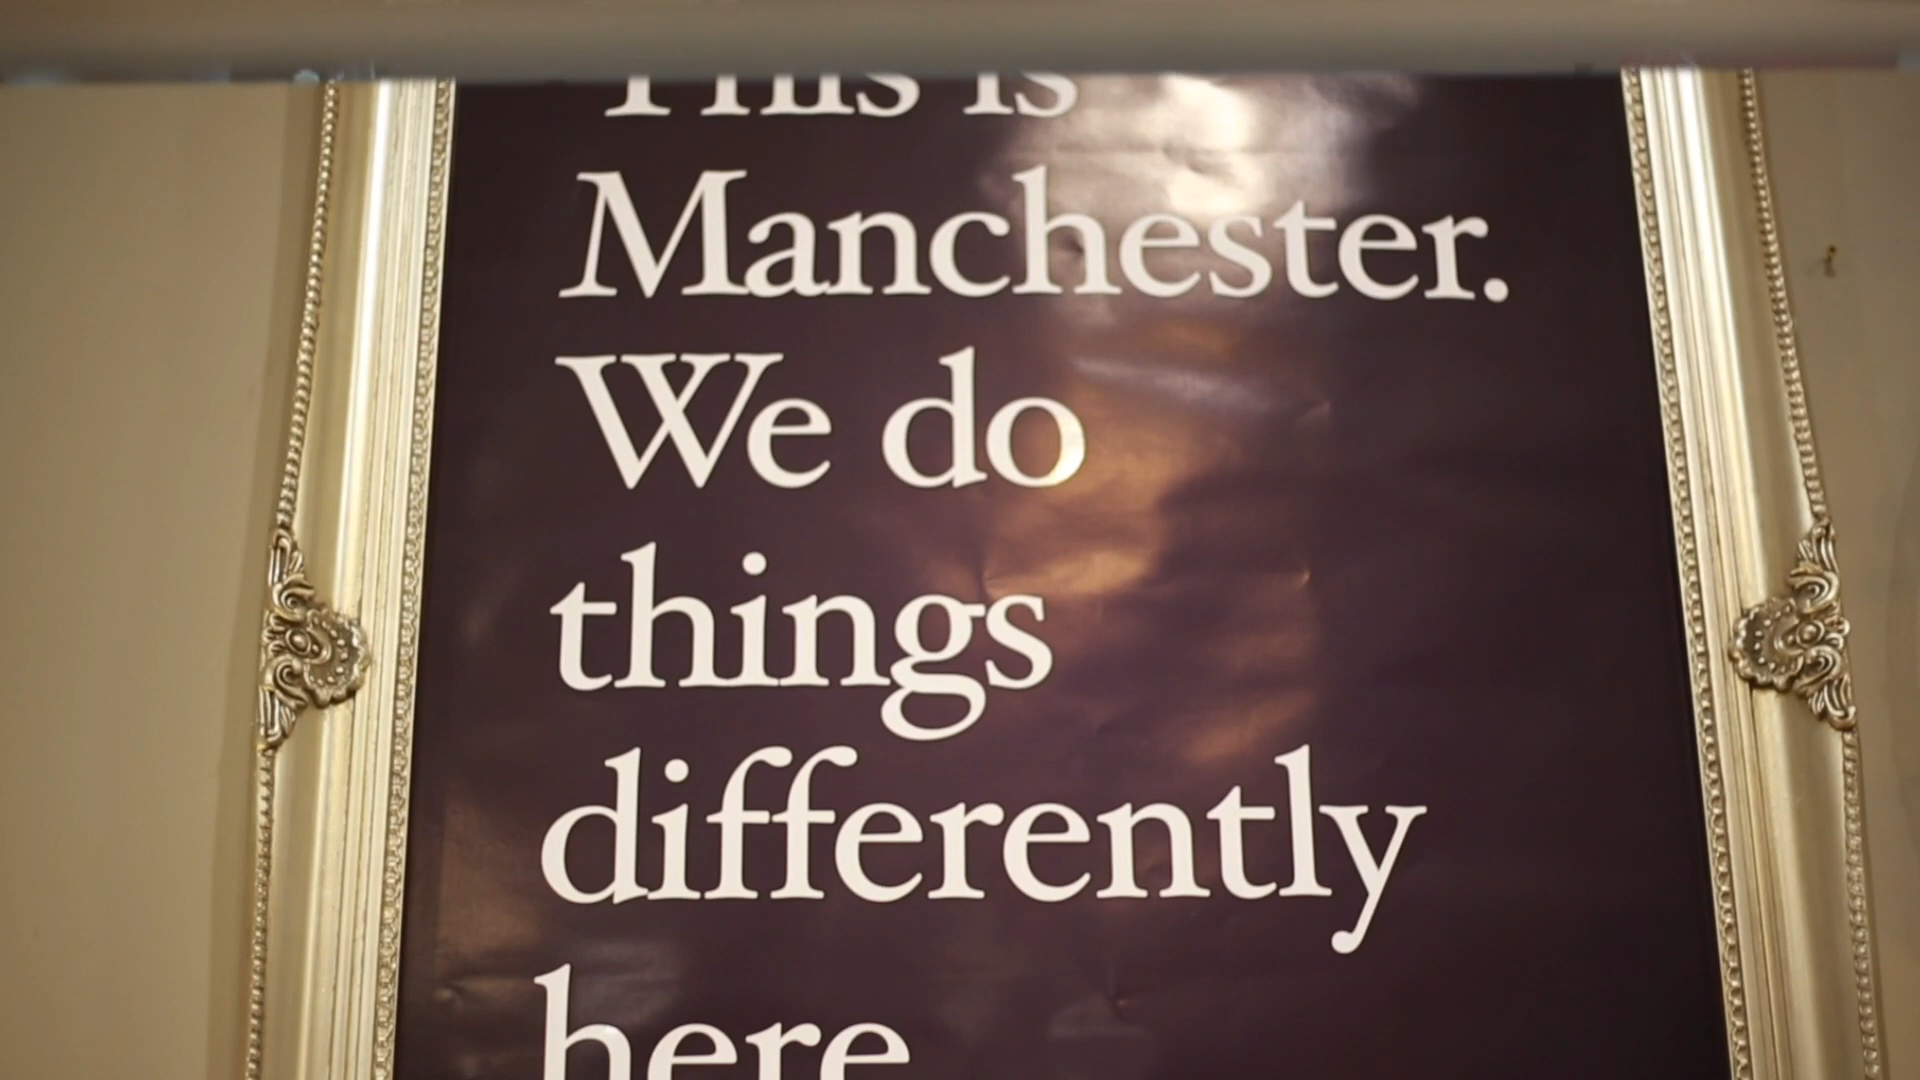 This is
Manchester.
We do
things
differently
here